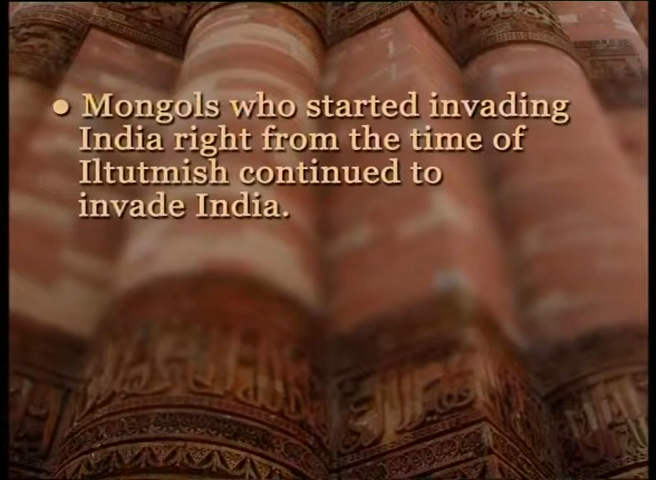 • Mongols who started invading
India right from the time of
Iltutmish continued to
invade India.